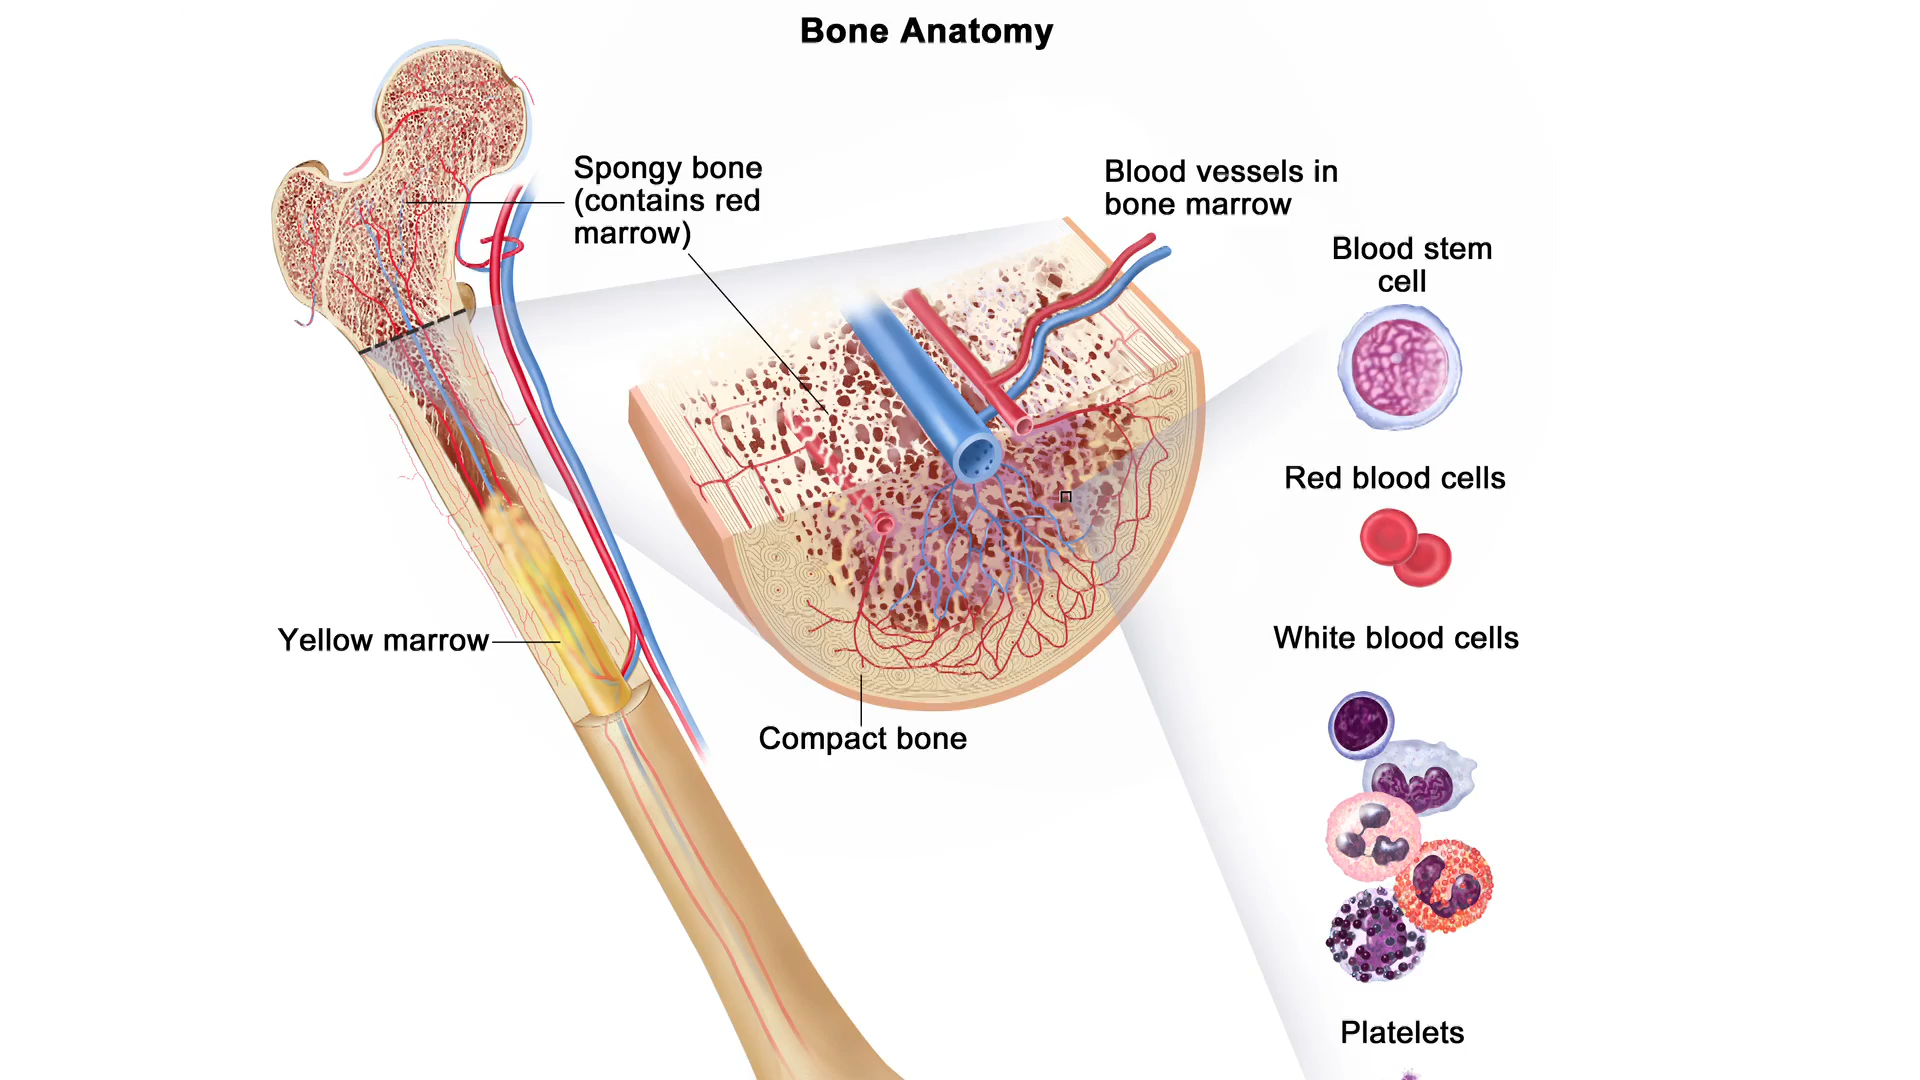 Bone Anatomy
Spongy bone
(contains red
marrow)
Blood vessels in
bone marrow
Blood stem
cell
Red blood cells
White blood cells
Yellow marrow
Compact bone
Platelets